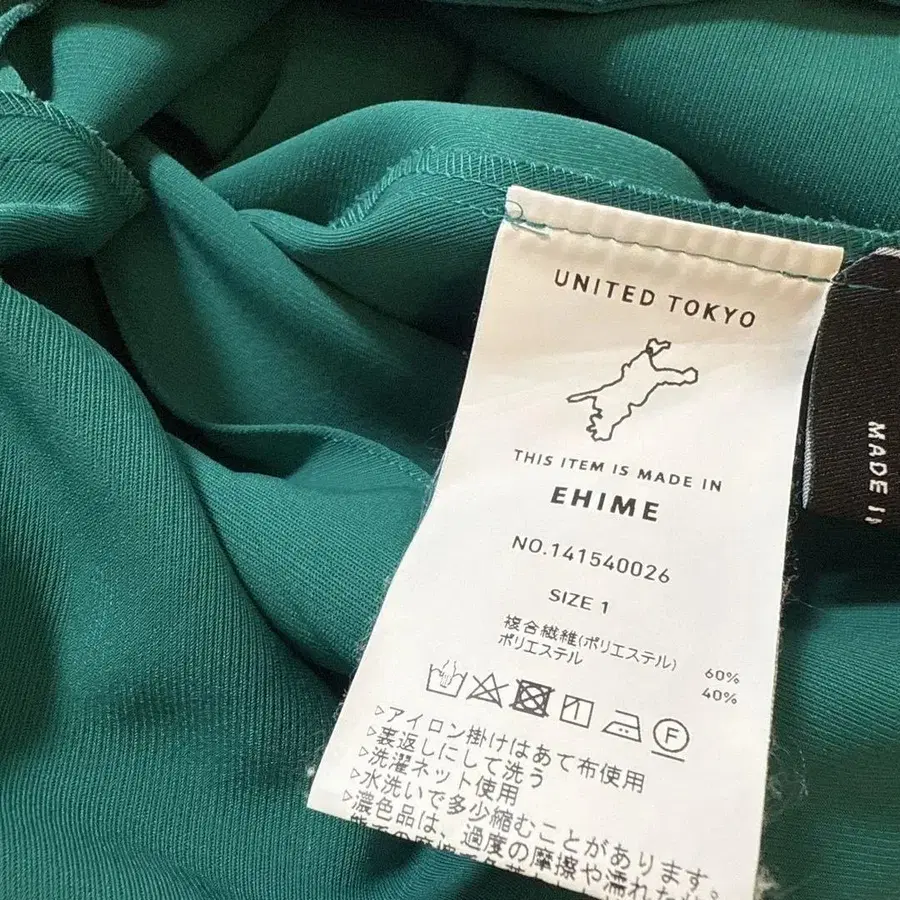 UNITED TOKYO
THIS ITEM IS MADE IN
EHIME
NO.141540026
SIZE 1
複合繊維(ポリエステル) 60%
ポリエステル 40%
F
▷アイロン掛けはあて布使用
▷裏返しにして洗う
▷洗濯ネット使用
▷水洗いで多少縮むことがあります。
▷濃色品は、過度の摩擦や濡れた
MADE